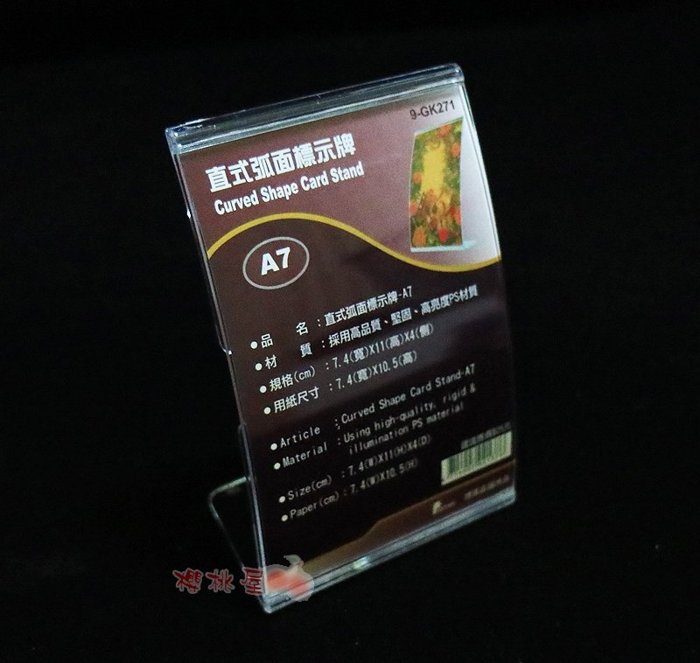 9-GK271
直式弧面標示牌
Curved Shape Card Stand
A7
●品　名：直式弧面標示牌-A7
●材　質：採用高品質、堅固、高亮度PS材質
●規格(cm)：7.4(寬)X11(高)X4(側)
●用紙尺寸：7.4(寬)X10.5(高)
●Article：Curved Shape Card Stand-A7
●Material：Using high-quality, rigid &
illumination PS material
●Size(cm)：7.4(W)X11(H)X4(D)
●Paper(cm)：7.4(W)X10.5(H)